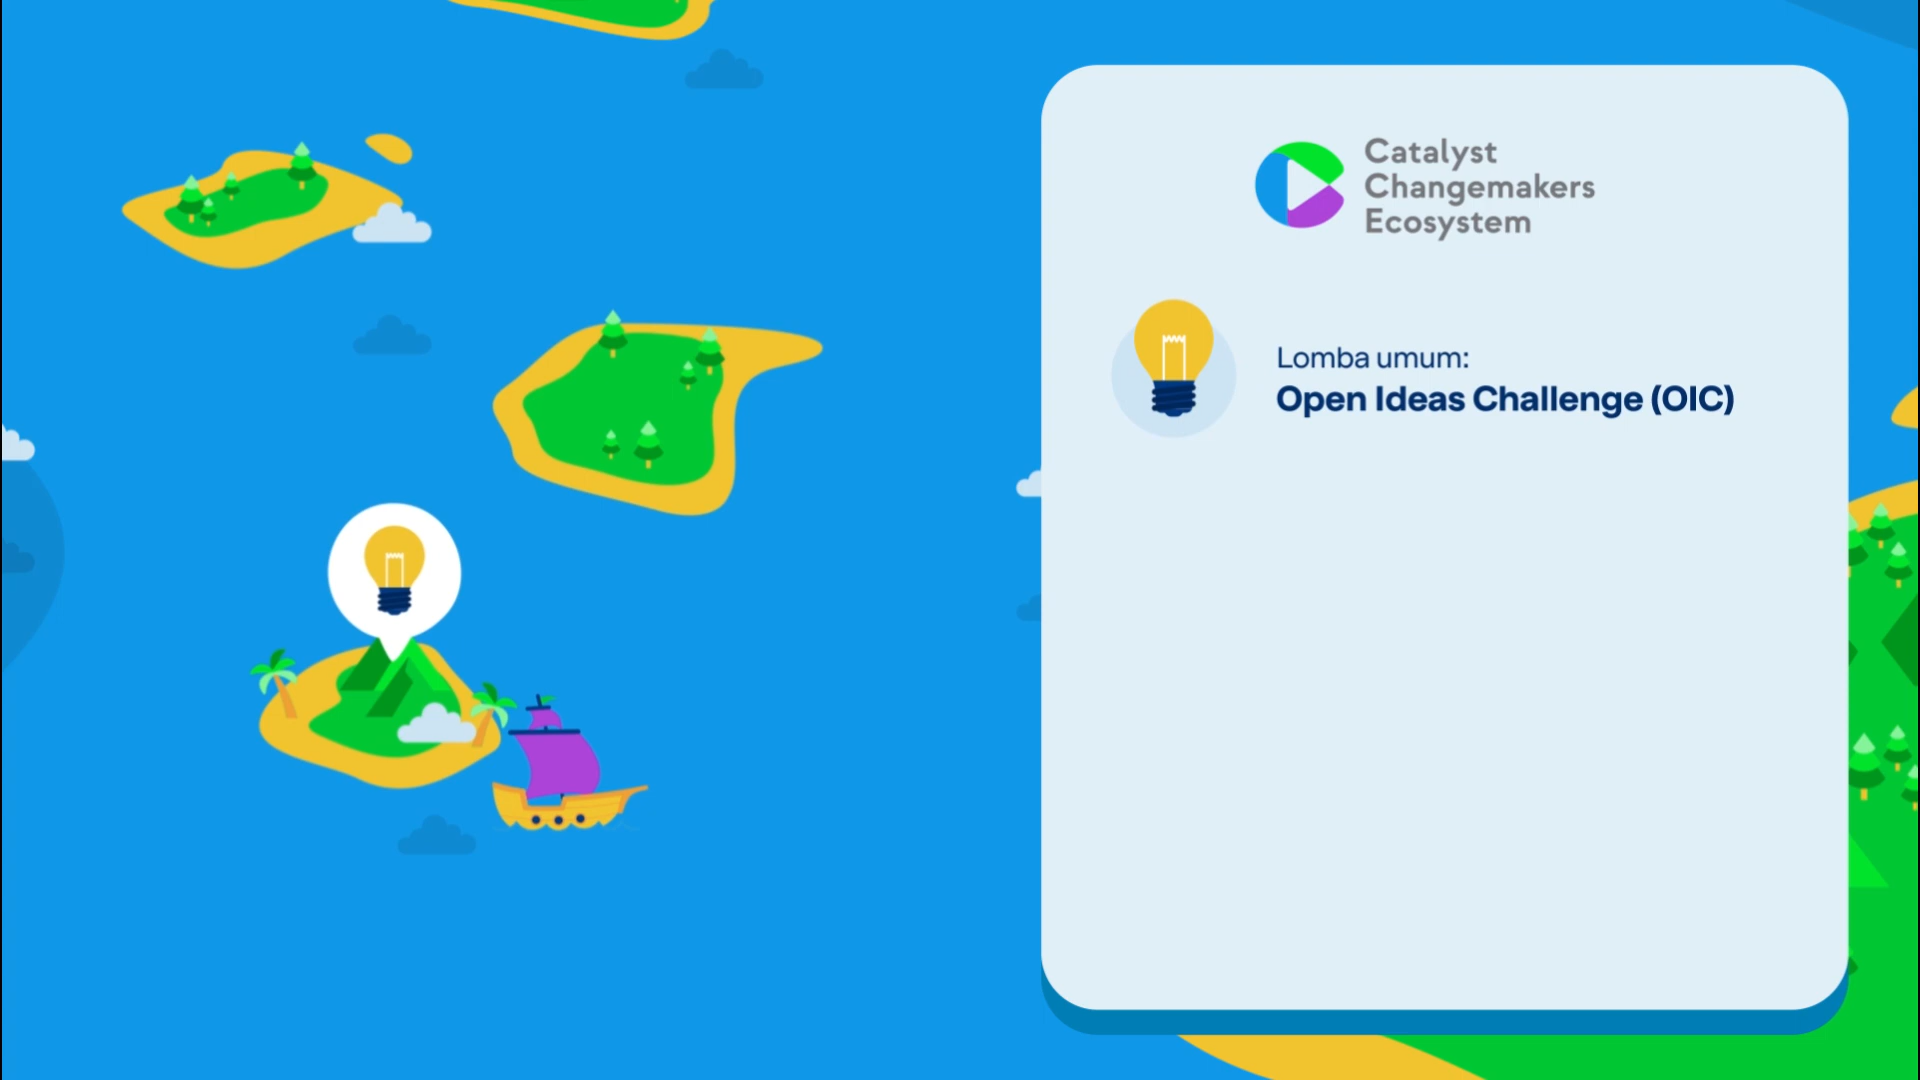 Catalyst
Changemakers
Ecosystem
Lomba umum:
Open Ideas Challenge (OIC)